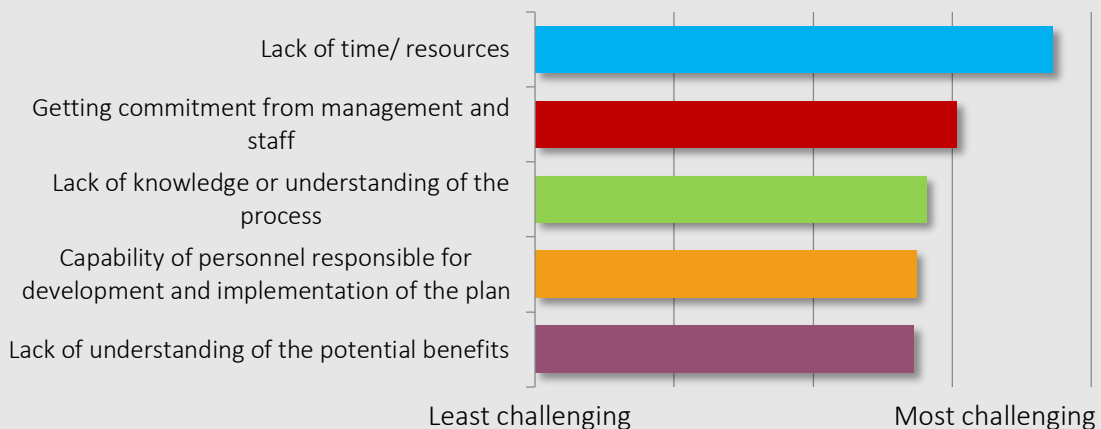 Lack of time/ resources
Getting commitment from management and
staff
Lack of knowledge or understanding of the
process
Capability of personnel responsible for
development and implementation of the plan
Lack of understanding of the potential benefits
Least challenging
Most challenging